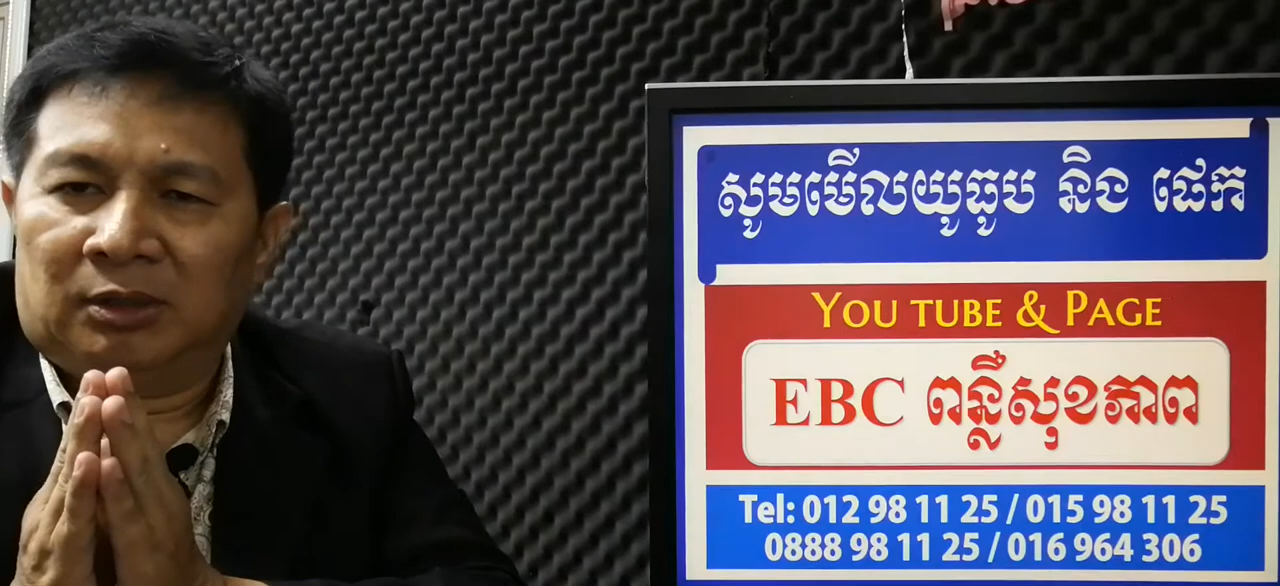 សូមមើលយូធូប និង ផេក
YOU TUBE & PAGE
EBC ពន្លឺសុខភាព
Tel: 012 98 11 25 / 015 98 11 25
0888 98 11 25 / 016 964 306